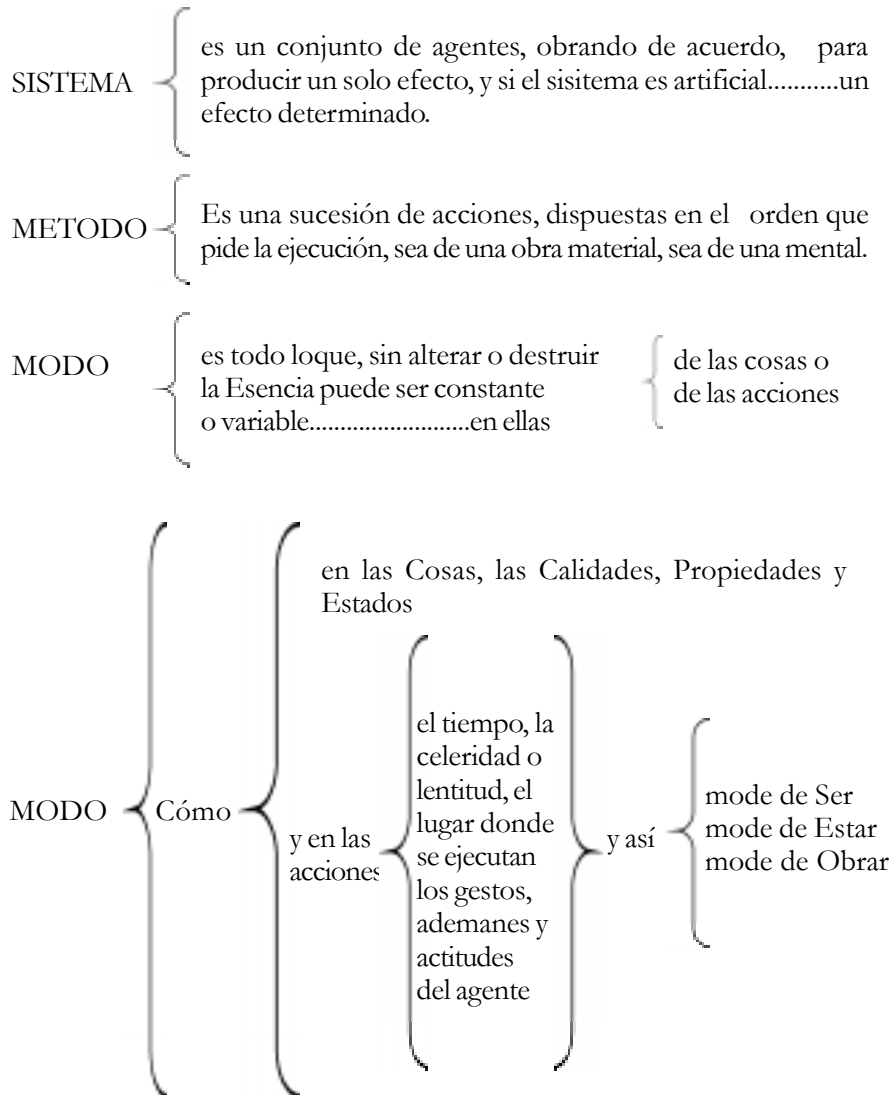 SISTEMA
es un conjunto de agentes, obrando de acuerdo, para
producir un solo efecto, y si el sisitema es artificial...........un
efecto determinado.
METODO
Es una sucesión de acciones, dispuestas en el orden que
pide la ejecución, sea de una obra material, sea de una mental.
MODO
es todo loque, sin alterar o destruir
la Esencia puede ser constante
o variable..........................en ellas
de las cosas o
de las acciones
MODO
Cómo
en las Cosas, las Calidades, Propiedades y
Estados
y en las
acciones
el tiempo, la
celeridad o
lentitud, el
lugar donde
se ejecutan
los gestos,
ademanes y
actitudes
del agente
y así
mode de Ser
mode de Estar
mode de Obrar